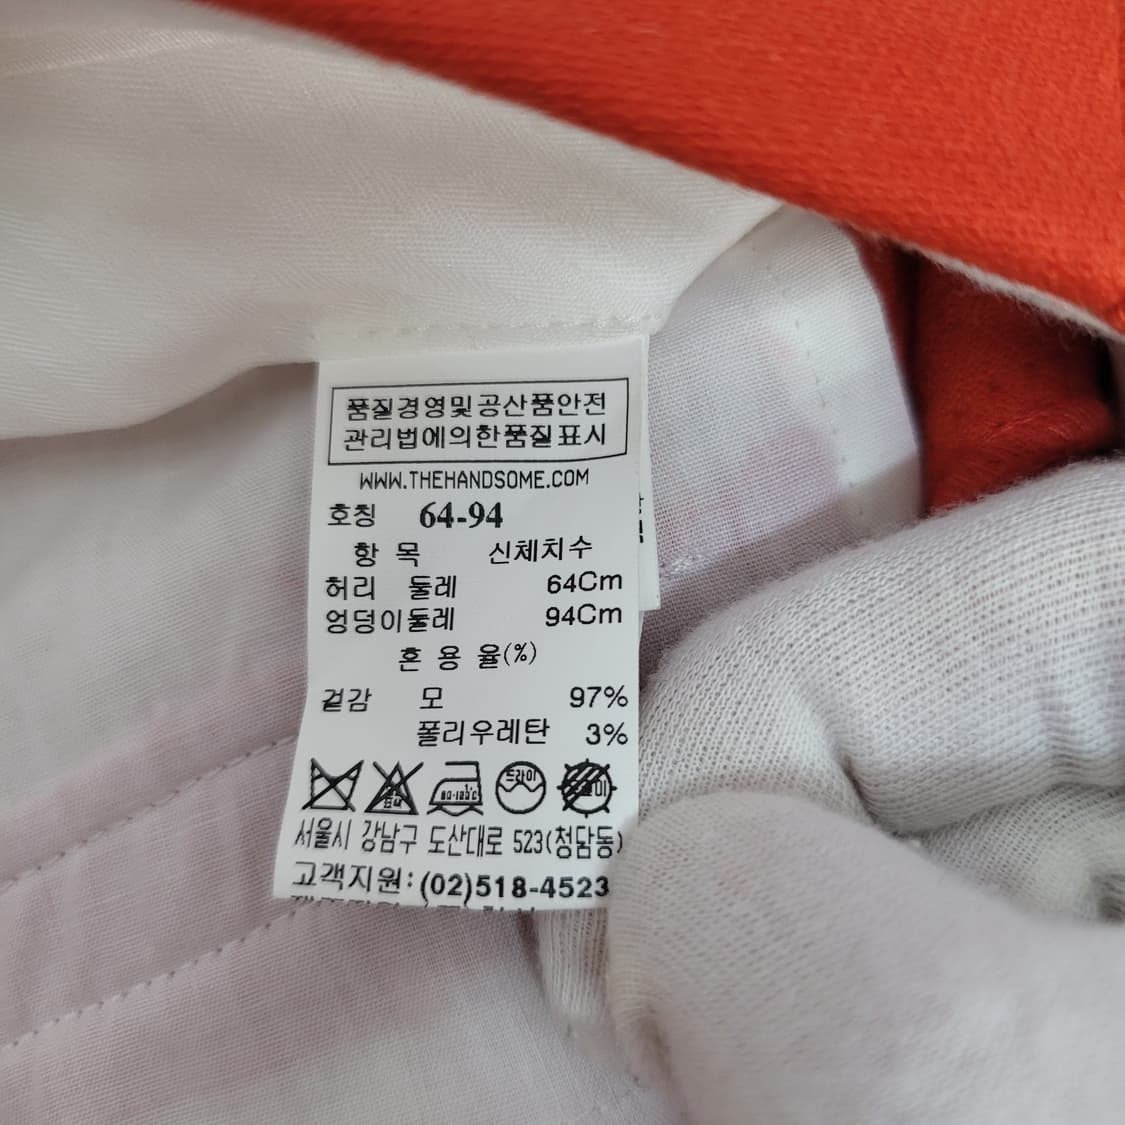 품질경영및공산품안전
관리법에의한품질표시
WWW.THEHANDSOME.COM
호칭 64-94
항 목 신체치수
허리 둘레 64Cm
엉덩이둘레 94Cm
혼 용 율(%)
겉감 모 97%
폴리우레탄 3%
드라이
서울시 강남구 도산대로 523(청담동)
고객지원:(02)518-4523